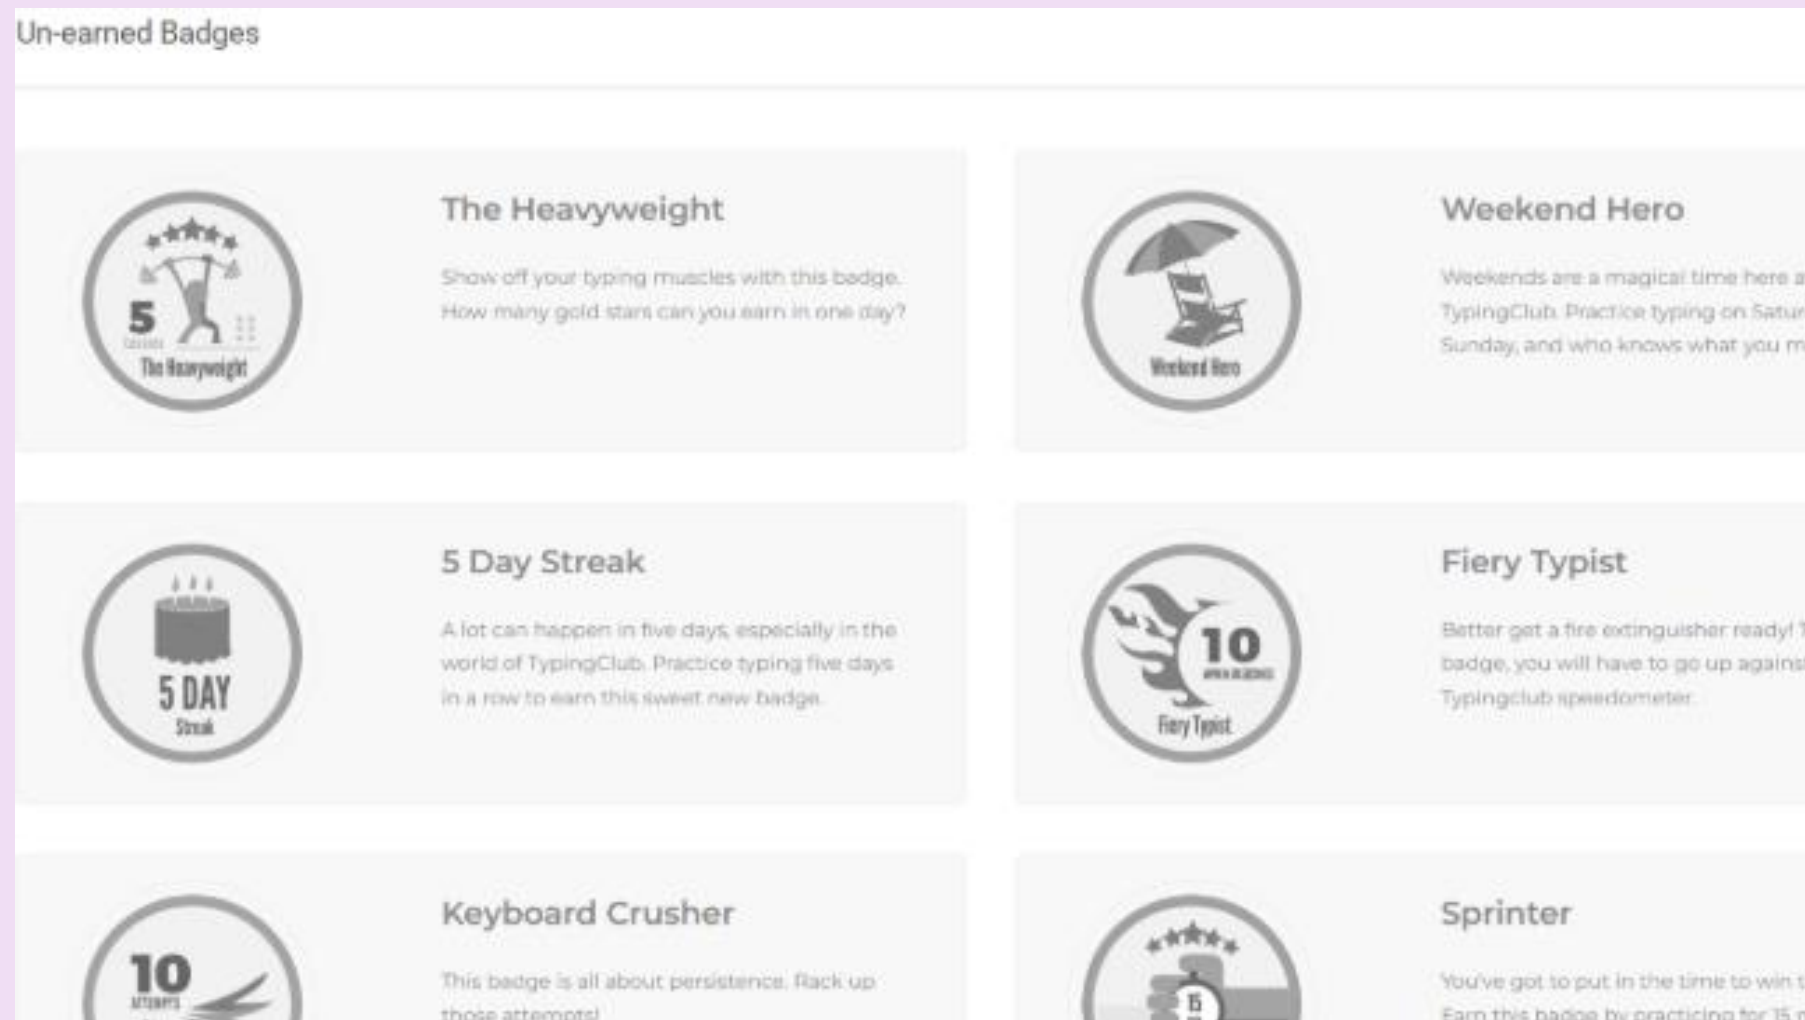 Un-earned Badges
The Heavyweight
Show off your typing muscles with this badge.
How many gold stars can you earn in one day?
5
The Heavyweight
Weekend Hero
Weekends are a magical time here
TypingClub. Practice typing on
Sunday, and who knows what you
Weekend Hero
5 Day Streak
A lot can happen in five days, especially in the
world of TypingClub. Practice typing five days
in a row to earn this sweet new badge.
5 DAY
Streak
Fiery Typist
Better get a fire extinguisher ready!
badge, you will have to go up against
Typingclub speedometer.
10
Fiery Typist
Keyboard Crusher
This badge is all about persistence. Rack up
those attempts!
10
ATTEMPTS
Sprinter
You've got to put in the time to win
Earn this badge by practicing for 15
15